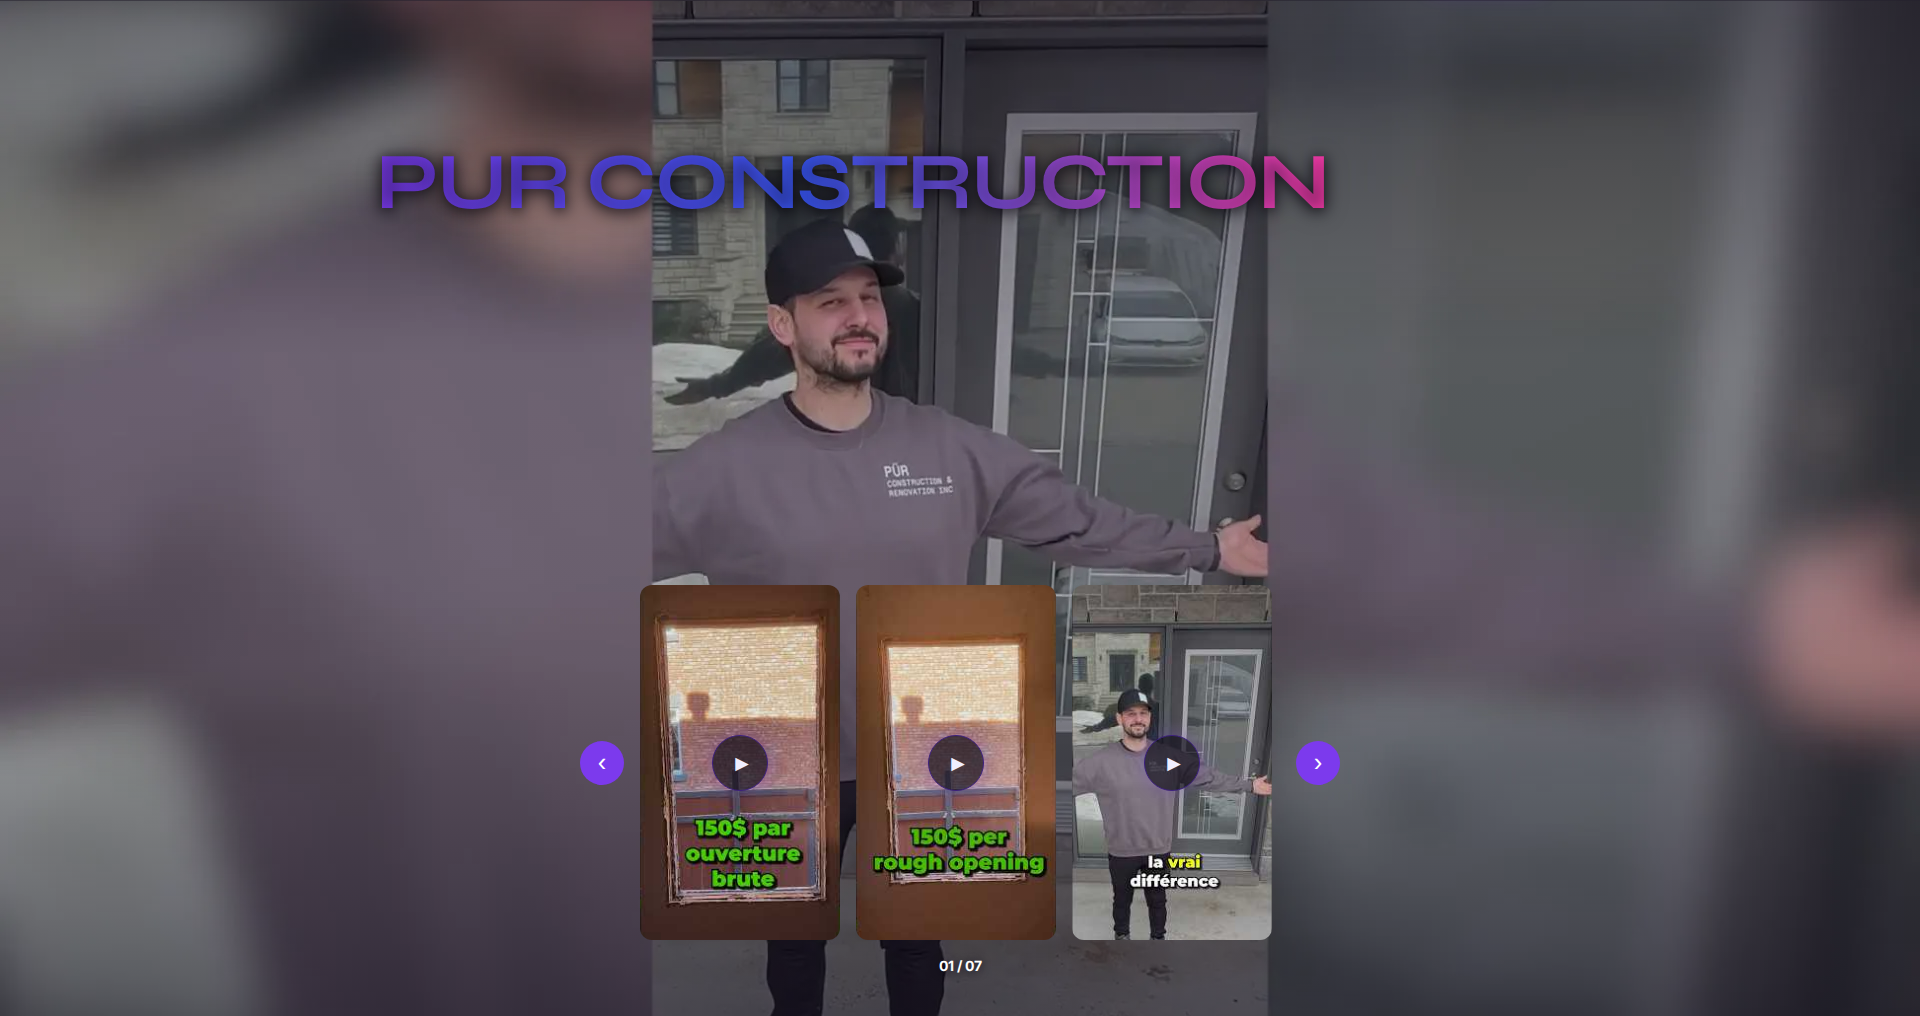 PUR CONSTRUCTION
PÜR
CONSTRUCTION &
RENOVATION INC
150$ par
ouverture
brute
150$ per
rough opening
la vrai
différence
01 / 07